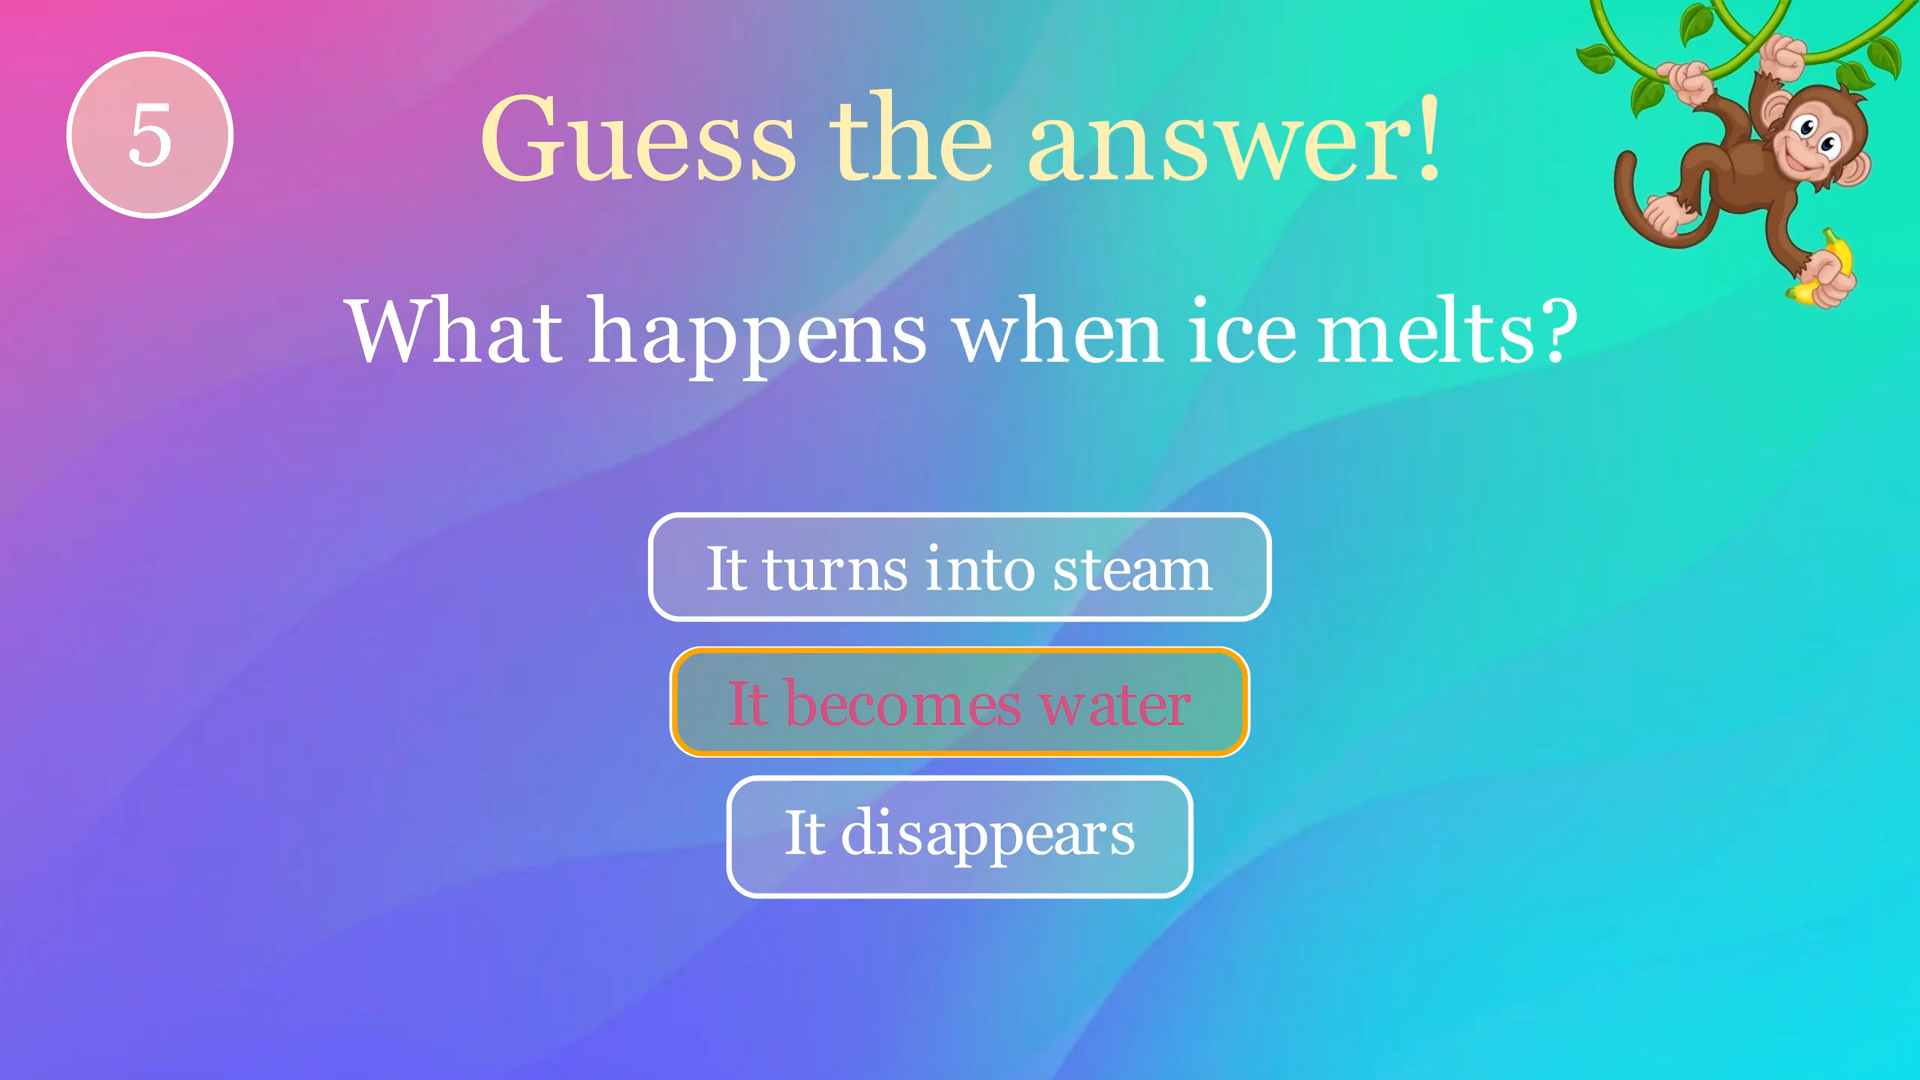 5
Guess the answer!
What happens when ice melts?
It turns into steam
It becomes water
It disappears